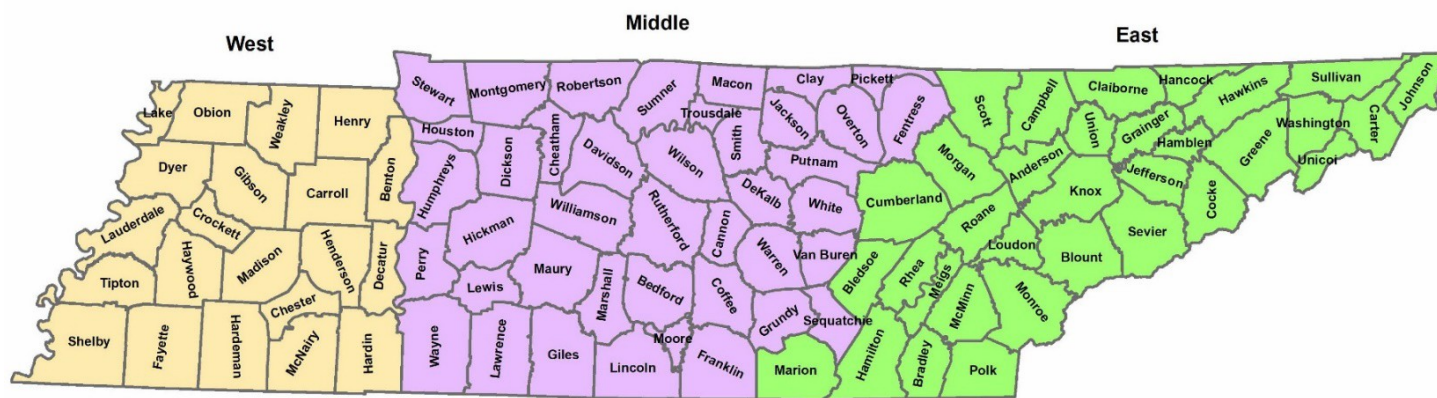 West
Middle
East
Lake
Obion
Weakley
Henry
Dyer
Gibson
Carroll
Benton
Lauderdale
Crockett
Haywood
Madison
Henderson
Decatur
Tipton
Chester
Shelby
Fayette
Hardeman
McNairy
Hardin
Stewart
Montgomery
Robertson
Sumner
Macon
Clay
Pickett
Trousdale
Houston
Humphreys
Dickson
Cheatham
Davidson
Wilson
Smith
Jackson
Overton
Fentress
Putnam
DeKalb
White
Williamson
Rutherford
Cannon
Warren
Van Buren
Hickman
Perry
Lewis
Maury
Marshall
Bedford
Coffee
Grundy
Sequatchie
Moore
Wayne
Lawrence
Giles
Lincoln
Franklin
Scott
Campbell
Claiborne
Hancock
Hawkins
Sullivan
Johnson
Carter
Washington
Unicoi
Greene
Union
Grainger
Hamblen
Jefferson
Cocke
Morgan
Anderson
Knox
Sevier
Cumberland
Roane
Loudon
Blount
Bledsoe
Rhea
Meigs
McMinn
Monroe
Marion
Hamilton
Bradley
Polk